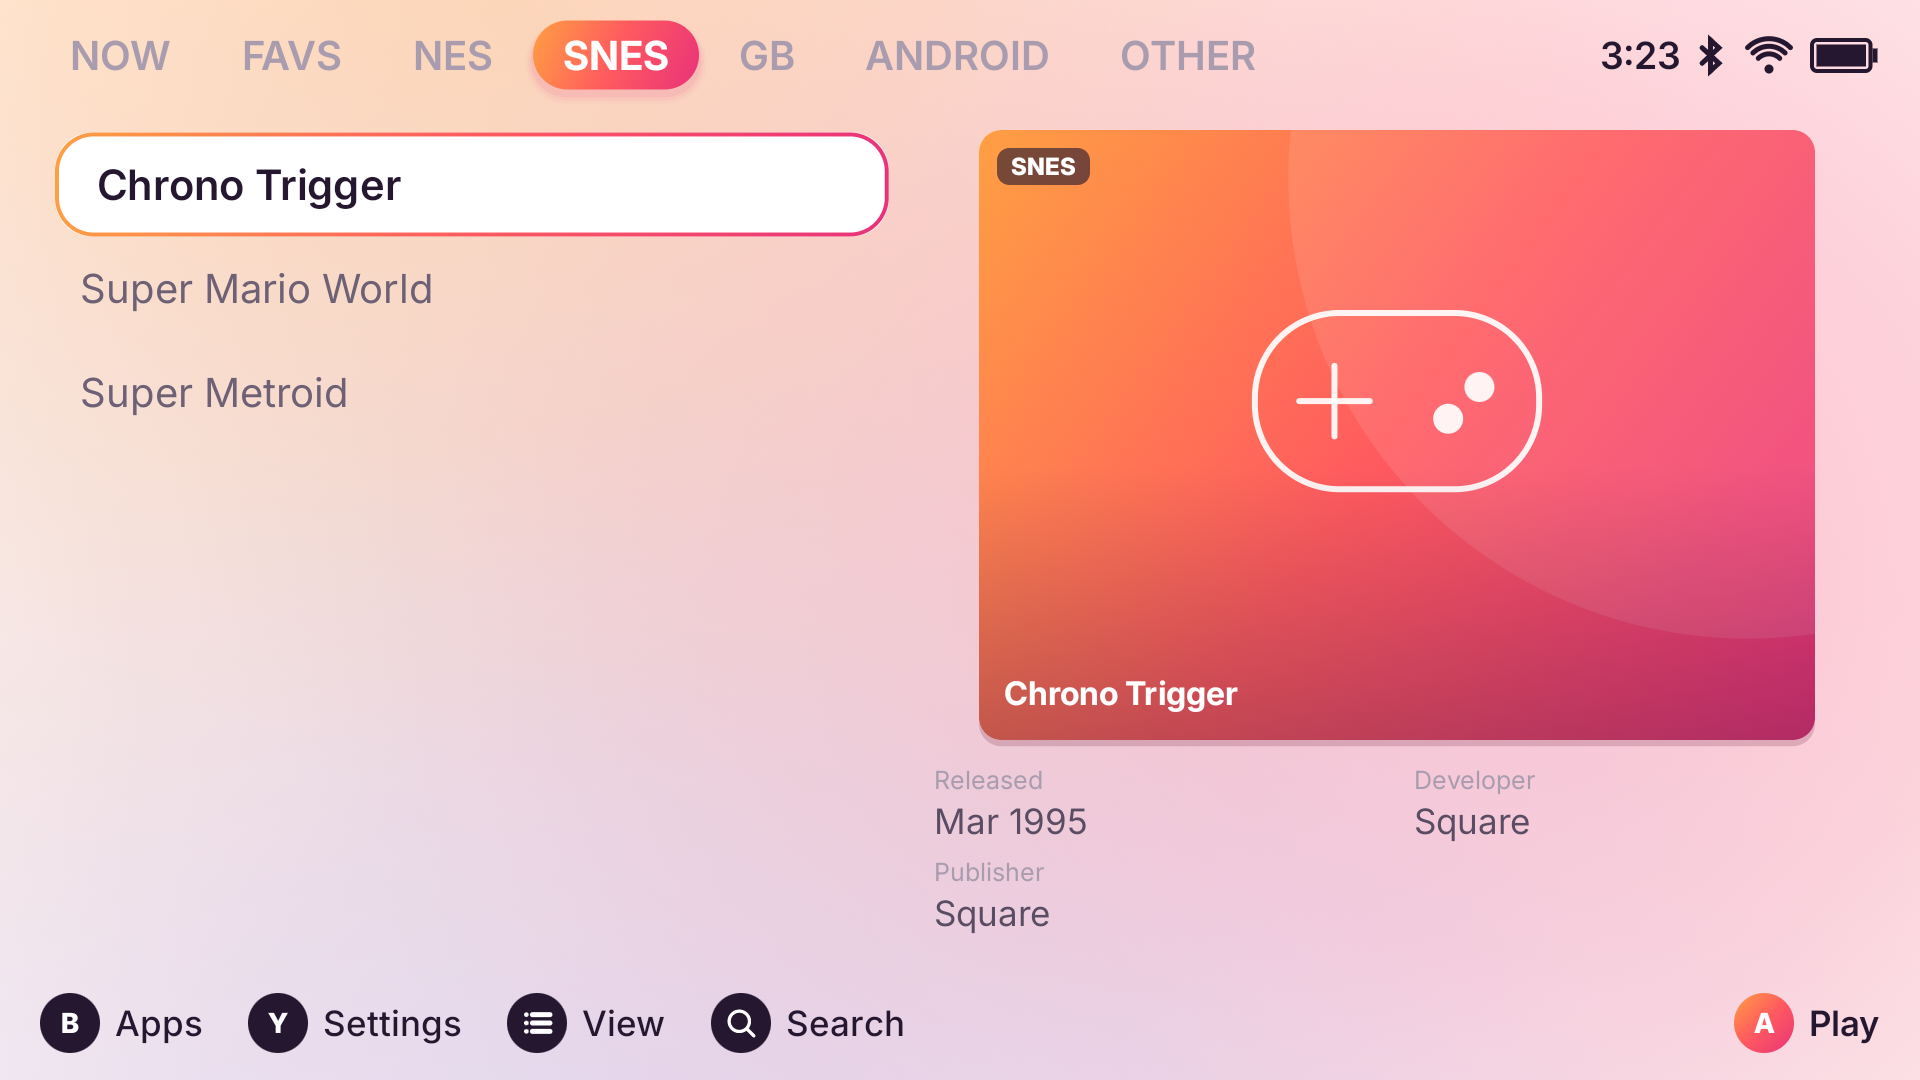 NOW FAVS NES SNES GB ANDROID OTHER 3:23
Chrono Trigger
Super Mario World
Super Metroid
SNES
Chrono Trigger
Released
Mar 1995
Developer
Square
Publisher
Square
B Apps Y Settings View Search A Play